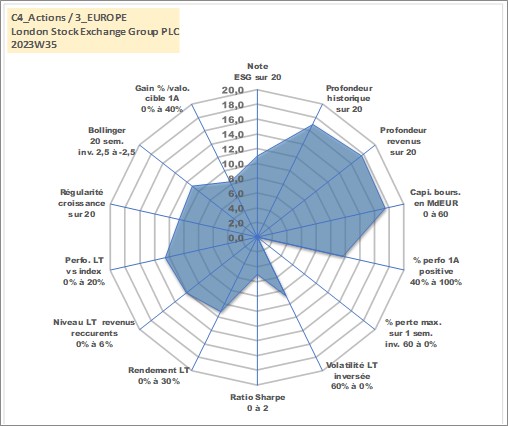 C4_Actions / 3_EUROPE
London Stock Exchange Group PLC
2023W35
Note
ESG sur 20
Profondeur
historique
sur 20
Profondeur
revenus
sur 20
Capi. bours.
en MdEUR
0 à 60
% perfo 1A
positive
40% à 100%
% perte max.
sur 1 sem.
inv. 60 à 0%
Volatilité LT
inversée
60% à 0%
Ratio Sharpe
0 à 2
Rendement LT
0% à 30%
Niveau LT revenus
reccurents
0% à 6%
Perfo. LT
vs index
0% à 20%
Régularité
croissance
sur 20
Bollinger
20 sem.
inv. 2,5 à -2,5
Gain % /valo.
cible 1A
0% à 40%
20,0
18,0
16,0
14,0
12,0
10,0
8,0
6,0
4,0
2,0
0,0